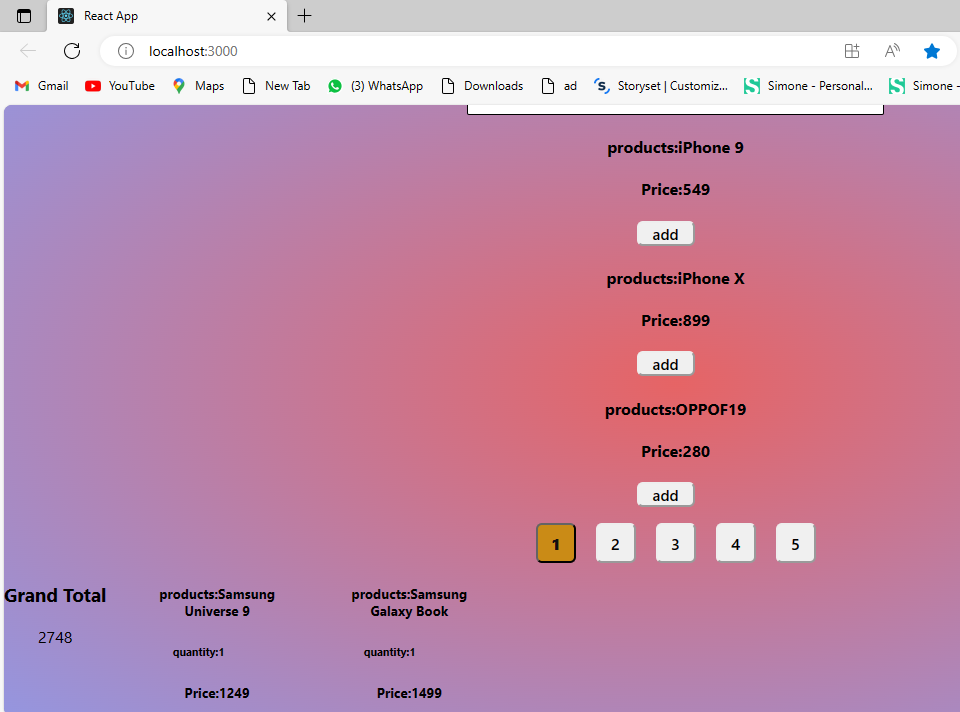 React App
localhost:3000
Gmail YouTube Maps New Tab (3) WhatsApp Downloads ad Storyset | Customiz... Simone - Personal... Simone -
products:iPhone 9
Price:549
add
products:iPhone X
Price:899
add
products:OPPOF19
Price:280
add
1 2 3 4 5
Grand Total
2748
products:Samsung
Universe 9
quantity:1
Price:1249
products:Samsung
Galaxy Book
quantity:1
Price:1499